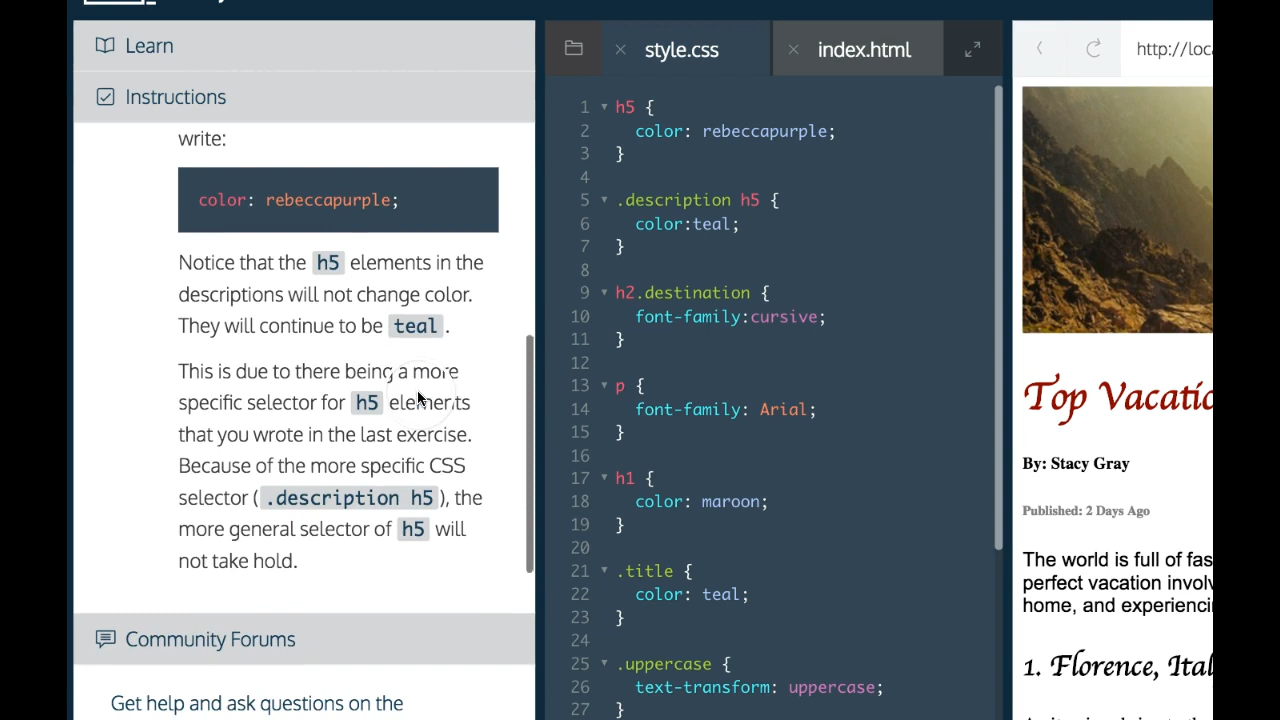 Learn
Instructions
write:
color: rebeccapurple;
Notice that the h5 elements in the
descriptions will not change color.
They will continue to be teal.
This is due to there being a more
specific selector for h5 elements
that you wrote in the last exercise.
Because of the more specific CSS
selector (.description h5), the
more general selector of h5 will
not take hold.
Community Forums
Get help and ask questions on the
style.css
index.html
1 h5 {
2 color: rebeccapurple;
3 }
4
5 .description h5 {
6 color:teal;
7 }
8
9 h2.destination {
10 font-family:cursive;
11 }
12
13 p {
14 font-family: Arial;
15 }
16
17 h1 {
18 color: maroon;
19 }
20
21 .title {
22 color: teal;
23 }
24
25 .uppercase {
26 text-transform: uppercase;
27 }
http://loc
Top Vacatic
By: Stacy Gray
Published: 2 Days Ago
The world is full of fas
perfect vacation involv
home, and experienci
1. Florence, Ital